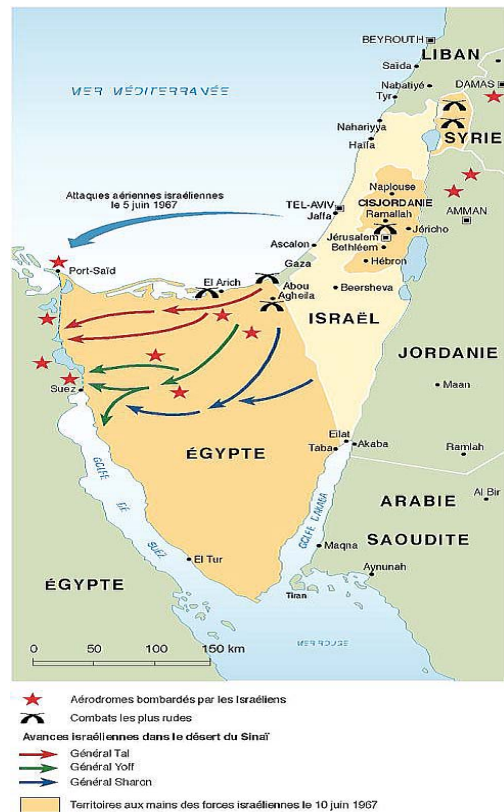 BEYROUTH
LIBAN
Saïda
Nabatiyé
DAMAS
Tyr
MER MÉDITERRANÉE
SYRIE
Nahariyya
Haïfa
Attaques aériennes israéliennes
le 5 juin 1967
Naplouse
TEL-AVIV
CISJORDANIE
Jaffa
Ramallah
AMMAN
Jéricho
Jérusalem
Ascalon
Bethléem
Port-Saïd
Gaza
Hébron
El Arich
Abou
Agheila
Beersheva
ISRAËL
JORDANIE
Suez
Maan
ÉGYPTE
Eilat
Taba
Akaba
Ramlah
GOLFE DE SUEZ
GOLFE D'AKABA
ARABIE
SAOUDITE
Al Bir
El Tur
Maqna
Aynunah
ÉGYPTE
Tiran
MER ROUGE
0 50 100 150 km
Aérodromes bombardés par les Israéliens
Combats les plus rudes
Avances israéliennes dans le désert du Sinaï
Général Tal
Général Yoff
Général Sharon
Territoires aux mains des forces israéliennes le 10 juin 1967